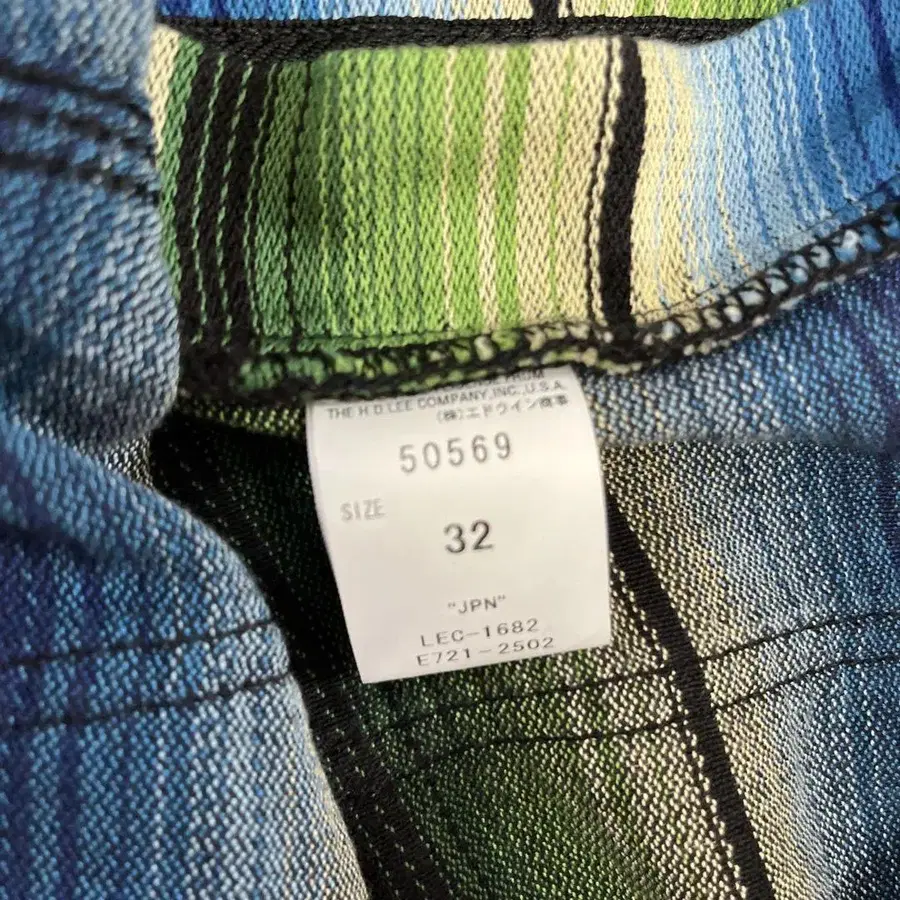 FROM
THE H.D.LEE COMPANY,INC.,U.S.A.
(株)エドウイン商事
50569
SIZE
32
"JPN"
LEC-1682
E721-2502